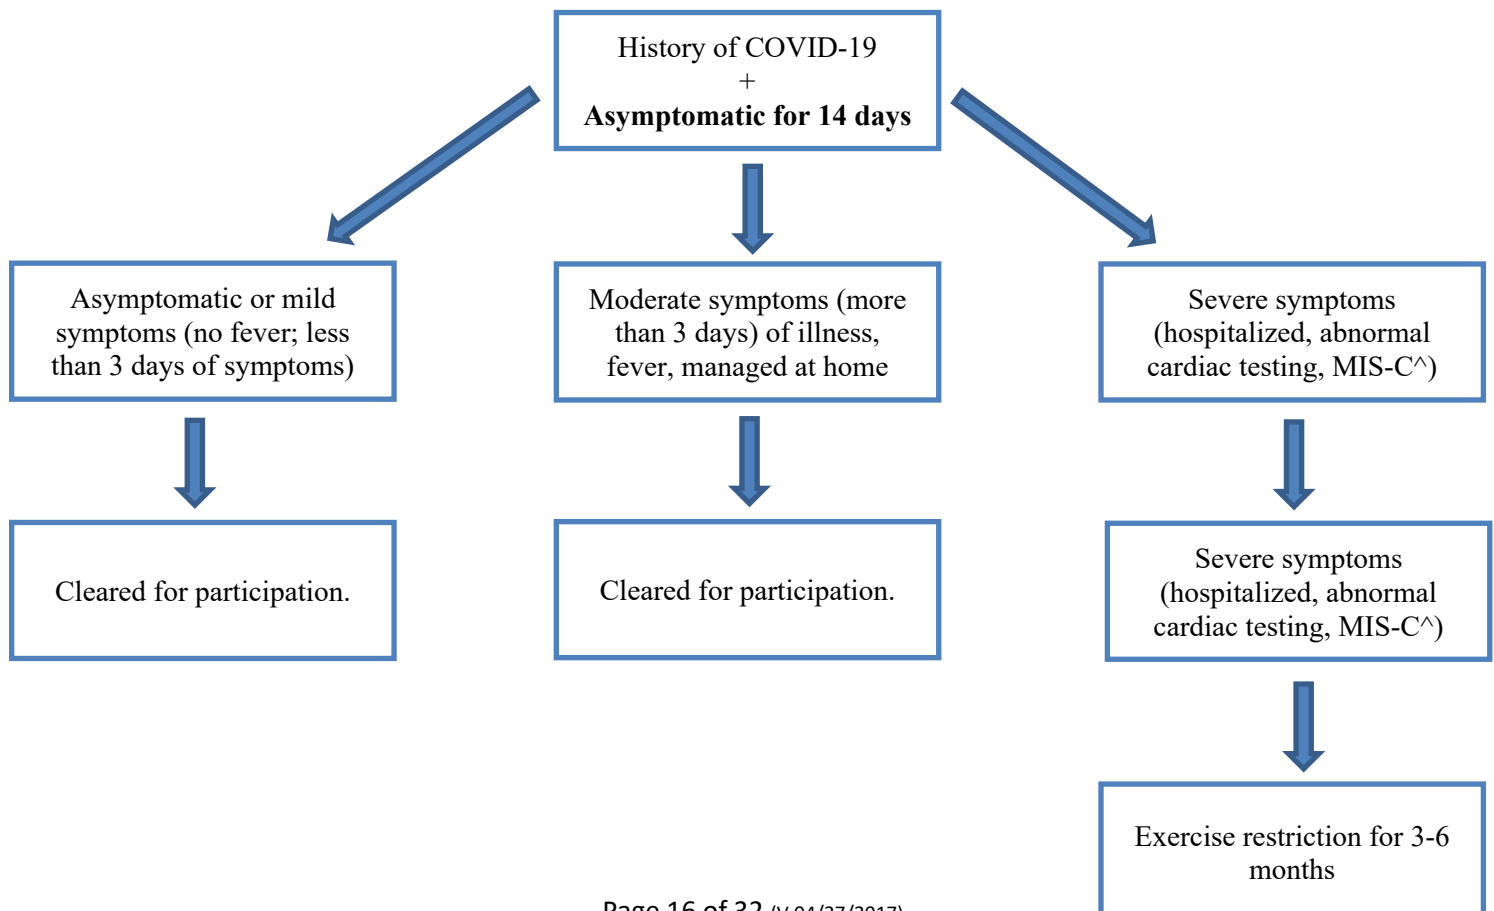 History of COVID-19
+
Asymptomatic for 14 days
Asymptomatic or mild
symptoms (no fever; less
than 3 days of symptoms)
Moderate symptoms (more
than 3 days) of illness,
fever, managed at home
Severe symptoms
(hospitalized, abnormal
cardiac testing, MIS-C^)
Cleared for participation.
Cleared for participation.
Severe symptoms
(hospitalized, abnormal
cardiac testing, MIS-C^)
Exercise restriction for 3-6
months
Page 16 of 32 (V 04/27/2017)